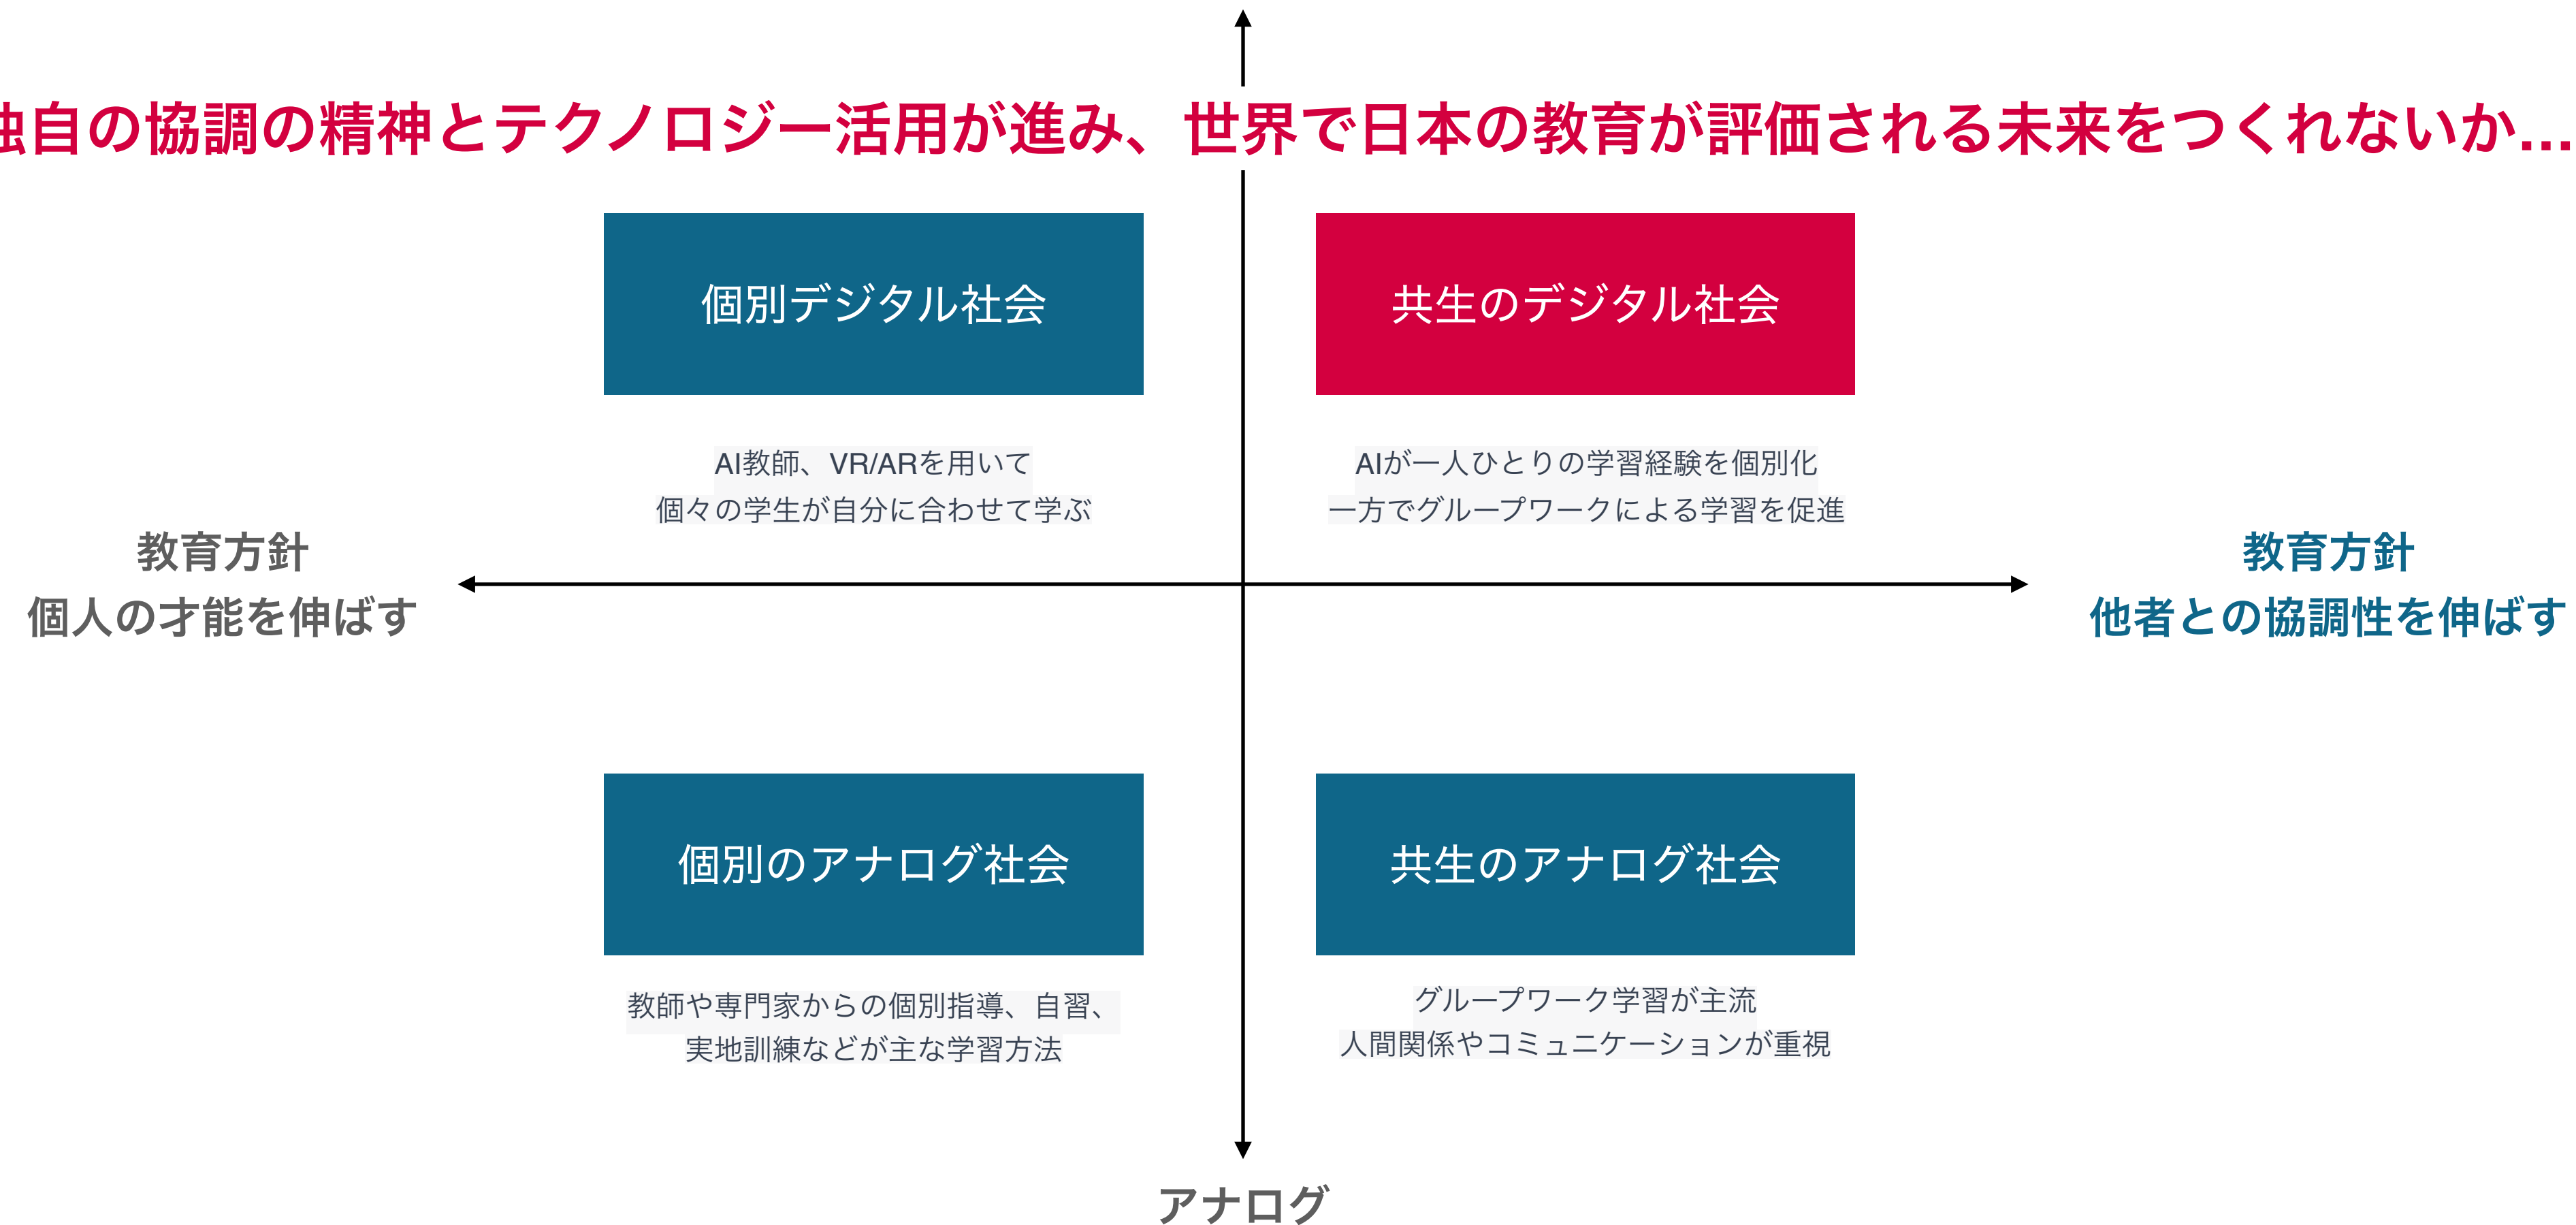 独自の協調の精神とテクノロジー活用が進み、世界で日本の教育が評価される未来をつくれないか…
個別デジタル社会
共生のデジタル社会
AI教師、VR/ARを用いて
個々の学生が自分に合わせて学ぶ
AIが一人ひとりの学習経験を個別化
一方でグループワークによる学習を促進
教育方針
個人の才能を伸ばす
教育方針
他者との協調性を伸ばす
個別のアナログ社会
共生のアナログ社会
教師や専門家からの個別指導、自習、
実地訓練などが主な学習方法
グループワーク学習が主流
人間関係やコミュニケーションが重視
アナログ